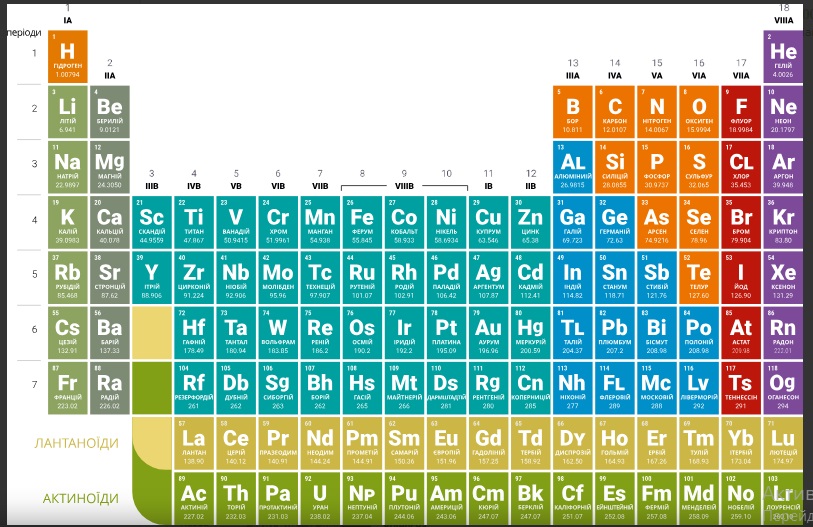 1 18
IA VIIIA
періоди
1 1 H ГІДРОГЕН 1.00794 2 He ГЕЛІЙ 4.0026
2 13 14 15 16 17
IIA IIIA IVA VA VIA VIIA
2 3 Li ЛІТІЙ 6.941 4 Be БЕРИЛІЙ 9.0121 5 B БОР 10.811 6 C КАРБОН 12.0107 7 N НІТРОГЕН 14.0067 8 O ОКСИГЕН 15.9994 9 F ФЛУОР 18.9984 10 Ne НЕОН 20.1797
3 11 Na НАТРІЙ 22.9897 12 Mg МАГНІЙ 24.3050 13 AL АЛЮМІНИЙ 26.9815 14 Si СИЛІЦІЙ 28.0855 15 P ФОСФОР 30.9737 16 S СУЛЬФУР 32.065 17 CL ХЛОР 35.453 18 Ar АРГОН 39.948
3 4 5 6 7 8 9 10 11 12
IIIB IVB VB VIB VIIB VIIIB IB IIB
4 19 K КАЛІЙ 39.0983 20 Ca КАЛЬЦІЙ 40.078 21 Sc СКАНДІЙ 44.9559 22 Ti ТИТАН 47.867 23 V ВАНАДІЙ 50.9415 24 Cr ХРОМ 51.9961 25 Mn МАНГАН 54.938 26 Fe ФЕРУМ 55.845 27 Co КОБАЛЬТ 58.933 28 Ni НІКЕЛЬ 58.6934 29 Cu КУПРУМ 63.546 30 Zn ЦИНК 65.38 31 Ga ГАЛІЙ 69.723 32 Ge ГЕРМАНІЙ 72.63 33 As АРСЕН 74.9216 34 Se СЕЛЕН 78.96 35 Br БРОМ 79.904 36 Kr КРИПТОН 83.80
5 37 Rb РУБІДІЙ 85.468 38 Sr СТРОНЦІЙ 87.62 39 Y ІТРІЙ 88.906 40 Zr ЦИРКОНІЙ 91.224 41 Nb НІОБІЙ 92.906 42 Mo МОЛІБДЕН 95.96 43 Tc ТЕХНЕЦІЙ 97.907 44 Ru РУТЕНІЙ 101.07 45 Rh РОДІЙ 102.91 46 Pd ПАЛАДІЙ 106.42 47 Ag АРГЕНТУМ 107.87 48 Cd КАДМІЙ 112.41 49 In ІНДІЙ 114.82 50 Sn СТАНУМ 118.71 51 Sb СТИБІЙ 121.76 52 Te ТЕЛУР 127.60 53 I ЙОД 126.90 54 Xe КСЕНОН 131.29
6 55 Cs ЦЕЗІЙ 132.91 56 Ba БАРІЙ 137.33 72 Hf ГАФНІЙ 178.49 73 Ta ТАНТАЛ 180.94 74 W ВОЛЬФРАМ 183.85 75 Re РЕНІЙ 186.2 76 Os ОСМІЙ 190.2 77 Ir ІРИДІЙ 192.2 78 Pt ПЛАТИНА 195.09 79 Au АУРУМ 196.96 80 Hg МЕРКУРІЙ 200.59 81 TL ТАЛІЙ 204.37 82 Pb ПЛЮМБУМ 207.2 83 Bi БІСМУТ 208.98 84 Po ПОЛОНІЙ 208.98 85 At АСТАТ 209.98 86 Rn РАДОН
7 87 Fr ФРАНЦІЙ 223.02 88 Ra РАДІЙ 226.02 104 Rf РЕЗЕРФОРДІЙ 261 105 Db ДУБНІЙ 262 106 Sg СИБОРГІЙ 263 107 Bh БОРІЙ 262 108 Hs ГАСІЙ 265 109 Mt МАЙТНЕРІЙ 266 110 Ds ДАРМШТАДТІЙ 281 111 Rg РЕНТГЕНІЙ 280 112 Cn КОПЕРНИЦІЙ 285 113 Nh НІХОНІЙ 277 114 FL ФЛЕРОВІЙ 289 115 Mc МОСКОВІЙ 288 116 Lv ЛІВЕРМОРІЙ 292 117 Ts ТЕННЕССІН 291 118 Og ОГАНЕСОН 294
ЛАНТАНОЇДИ 57 La ЛАНТАН 138.90 58 Ce ЦЕРІЙ 140.12 59 Pr ПРАЗЕОДИМ 140.91 60 Nd НЕОДИМ 144.24 61 Pm ПРОМЕТІЙ 144.91 62 Sm САМАРІЙ 150.36 63 Eu ЄВРОПІЙ 151.96 64 Gd ГАДОЛІНІЙ 157.25 65 Td ТЕРБІЙ 158.92 66 Dy ДИСПРОЗІЙ 162.50 67 Ho ГОЛЬМІЙ 164.93 68 Er ЕРБІЙ 167.26 69 Tm ТУЛІЙ 168.93 70 Yb ІТЕРБІЙ 173.04 71 Lu ЛЮТЕЦІЙ 174.97
АКТИНОЇДИ 89 Ac АКТИНІЙ 227.02 90 Th ТОРІЙ 232.03 91 Pa ПРОТАКТИНІЙ 231.03 92 U УРАН 238.02 93 Np НЕПТУНІЙ 237.04 94 Pu ПЛУТОНІЙ 244.06 95 Am АМЕРИЦІЙ 243.06 96 Cm КЮРІЙ 247.07 97 Bk БЕРКЛІЙ 247.07 98 Cf КАЛІФОРНІЙ 251.07 99 Es ЕЙНШТЕЙНІЙ 252.08 100 Fm ФЕРМІЙ 257.08 101 Md МЕНДЕЛЕЇЙ 258.09 102 No НОБЕЛІЙ 259.10 103 Lr ЛОУРЕНСІЙ